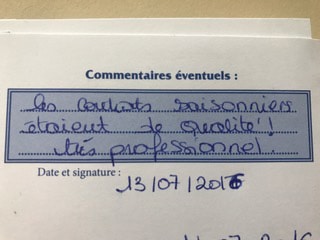 Commentaires éventuels :
les contrats saisonniers
étaient de qualité !
très professionnel.
Date et signature :
13/07/2016